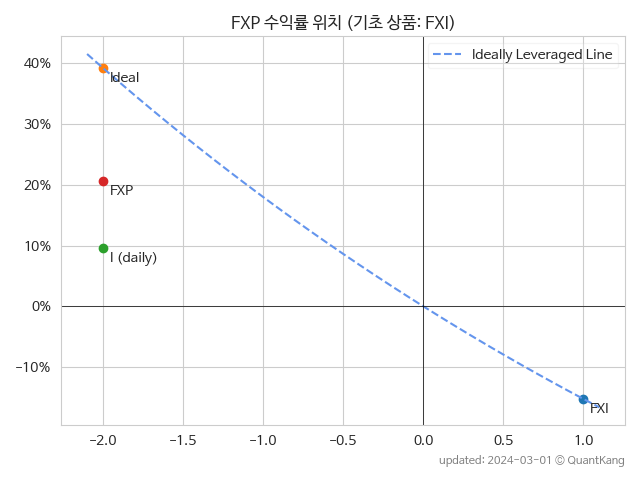 FXP 수익률 위치 (기초 상품: FXI)
Ideally Leveraged Line
40%
30%
20%
10%
0%
−10%
Ideal
FXP
I (daily)
FXI
−2.0
−1.5
−1.0
−0.5
0.0
0.5
1.0
updated: 2024-03-01 © QuantKang